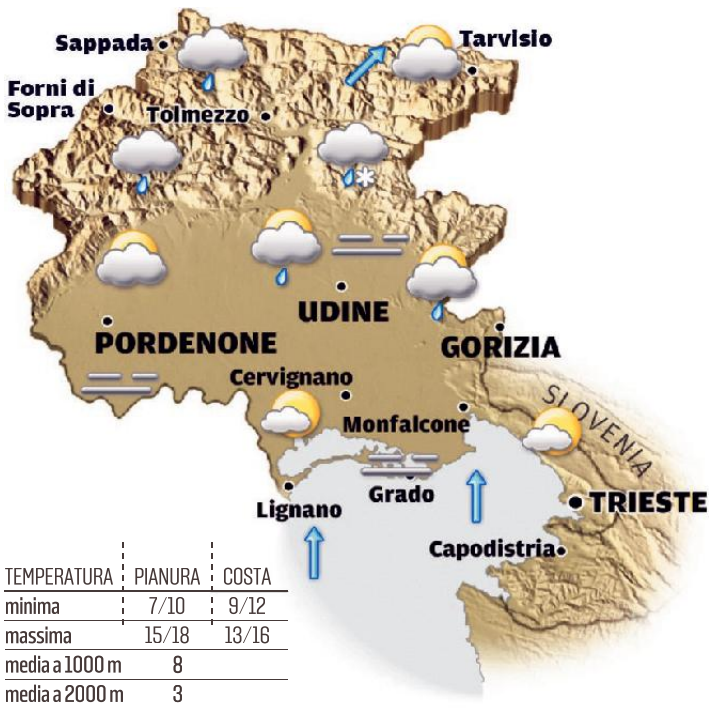 Sappada
Tarvisio
Forni di
Sopra
Tolmezzo
UDINE
PORDENONE
GORIZIA
Cervignano
SLOVENIA
Monfalcone
Grado
Lignano
TRIESTE
Capodistria
TEMPERATURA PIANURA COSTA
minima 7/10 9/12
massima 15/18 13/16
media a 1000 m 8
media a 2000 m 3